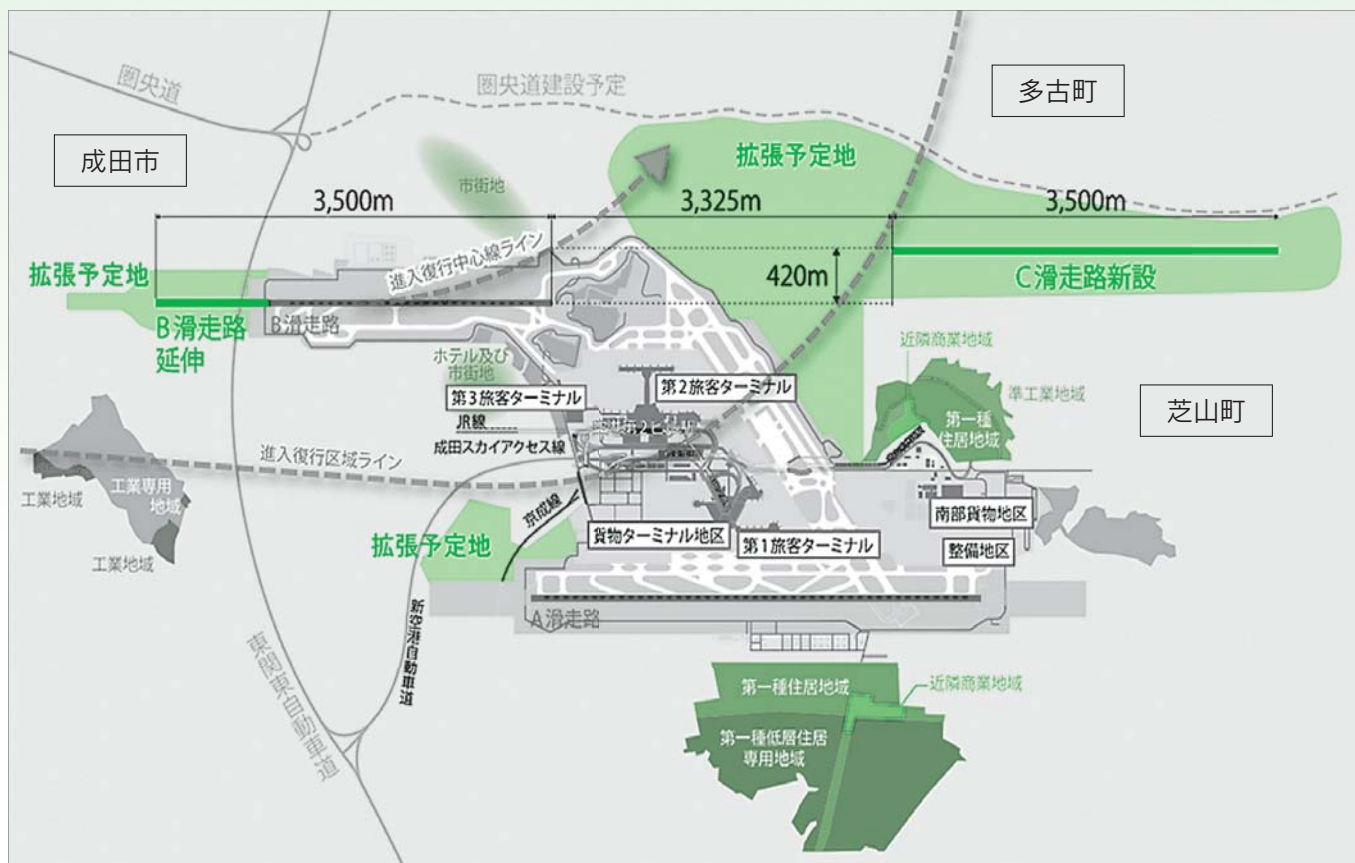 圏央道
圏央道建設予定
多古町
成田市
市街地
拡張予定地
3,500m
3,325m
3,500m
進入復行中心線ライン
420m
拡張予定地
C滑走路新設
B滑走路
延伸
B滑走路
近隣商業地域
ホテル及び
市街地
第3旅客ターミナル
第2旅客ターミナル
準工業地域
第一種
住居地域
芝山町
JR線
成田スカイアクセス線
進入復行区域ライン
工業地域
工業専用
地域
工業地域
京成線
拡張予定地
貨物ターミナル地区
第1旅客ターミナル
南部貨物地区
整備地区
新空港自動車道
A滑走路
東関東自動車道
第一種住居地域
近隣商業地域
第一種低層住居
専用地域